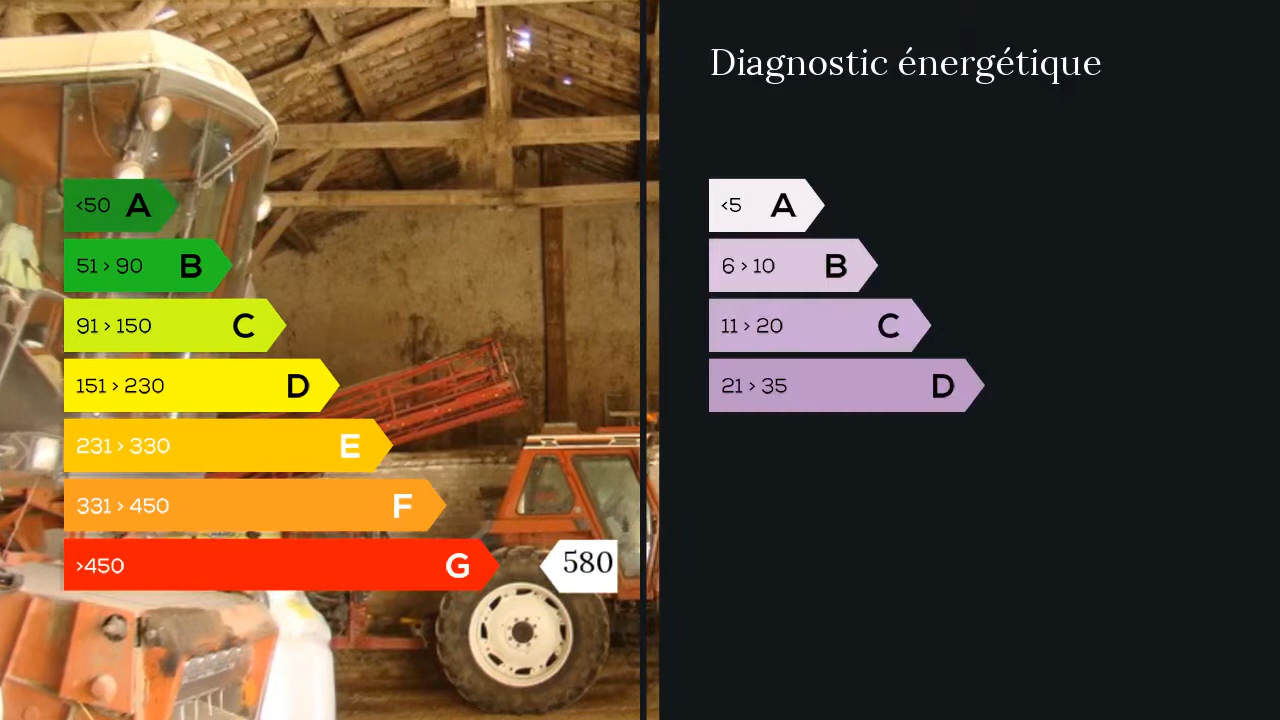 Diagnostic énergétique
<50 A
51 > 90 B
91 > 150 C
151 > 230 D
231 > 330 E
331 > 450 F
>450 G
580
<5 A
6 > 10 B
11 > 20 C
21 > 35 D